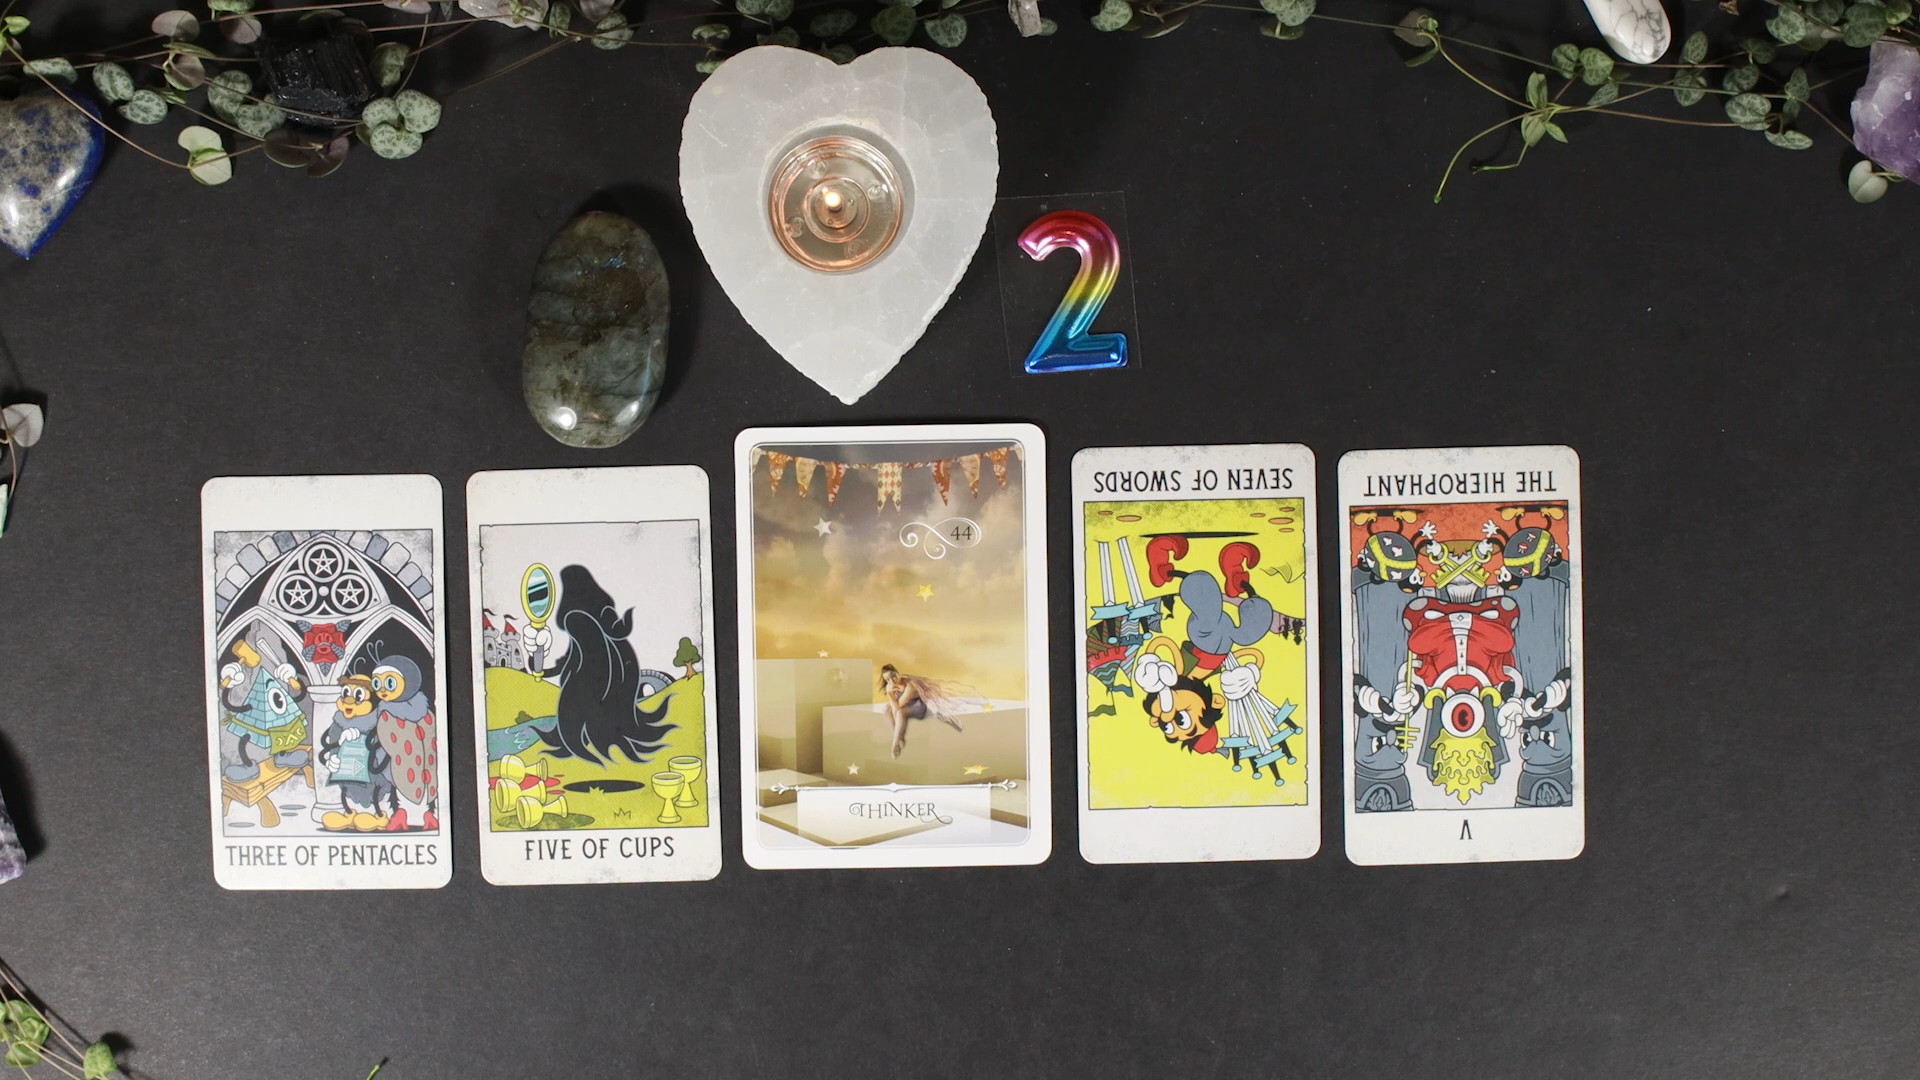 2
THREE OF PENTACLES
FIVE OF CUPS
44
THINKER
SEVEN OF SWORDS
THE HIEROPHANT
V